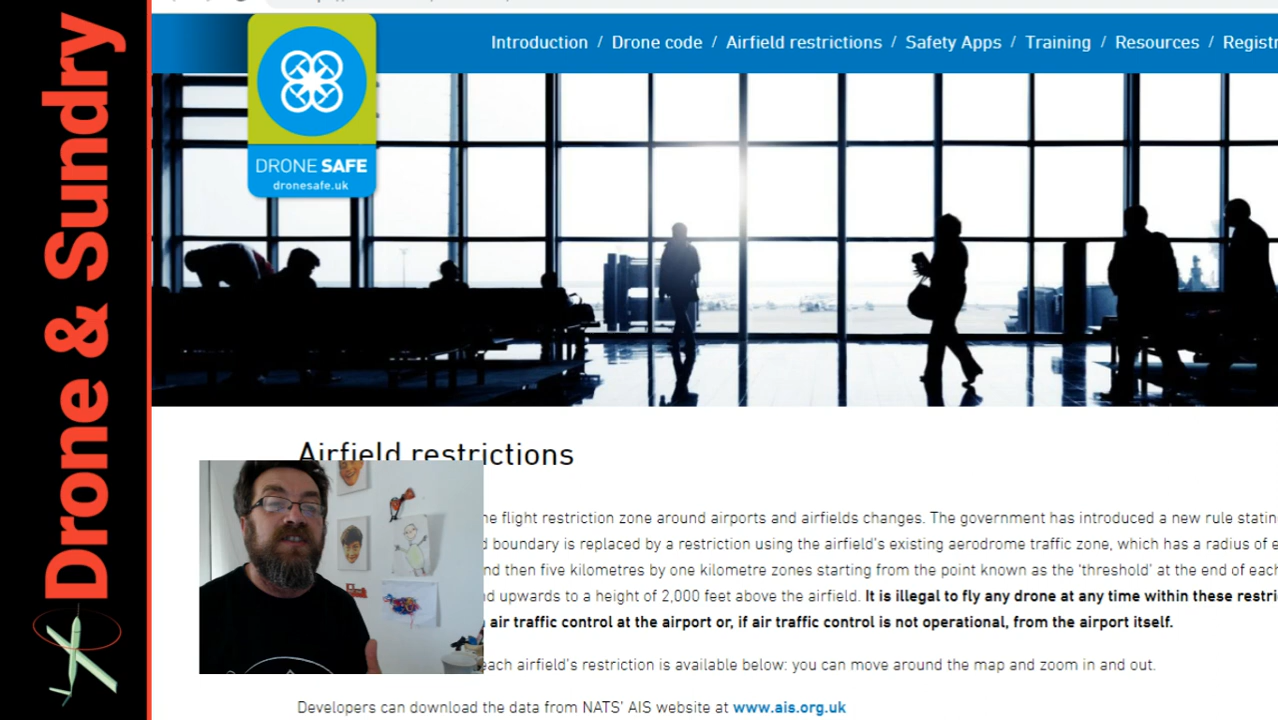 Drone & Sundry
Introduction / Drone code / Airfield restrictions / Safety Apps / Training / Resources /
DRONE SAFE
dronesafe.uk
Airfield restrictions
flight restriction zone around airports and airfields changes. The government has introduced a new rule
boundary is replaced by a restriction using the airfield's existing aerodrome traffic zone, which has a radius of
then five kilometres by one kilometre zones starting from the point known as the 'threshold' at the end of each
upwards to a height of 2,000 feet above the airfield. It is illegal to fly any drone at any time within these
air traffic control at the airport or, if air traffic control is not operational, from the airport itself.
each airfield's restriction is available below: you can move around the map and zoom in and out.
Developers can download the data from NATS' AIS website at www.ais.org.uk